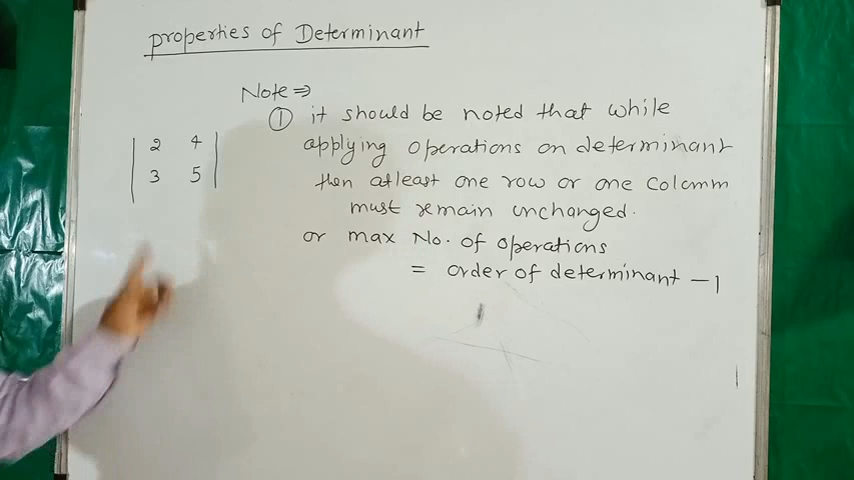 properties of Determinant
Note ⇒
① it should be noted that while
applying operations on determinant
then atleast one row or one Colomm
must remain unchanged.
or max No. of operations
= order of determinant - 1
2 4
3 5